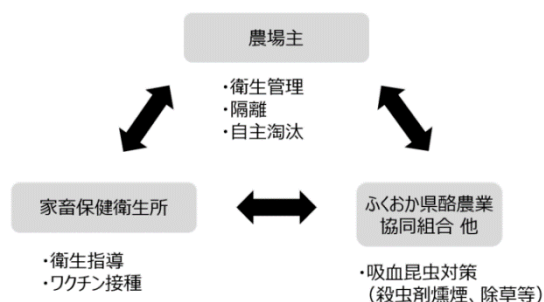 農場主
・衛生管理
・隔離
・自主淘汰
家畜保健衛生所
・衛生指導
・ワクチン接種
ふくおか県酪農業
協同組合 他
・吸血昆虫対策
（殺虫剤燻煙、除草等）